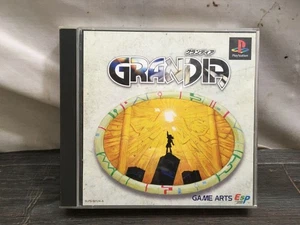 グランディア
GRANDIA
PlayStation
GAME ARTS ESP